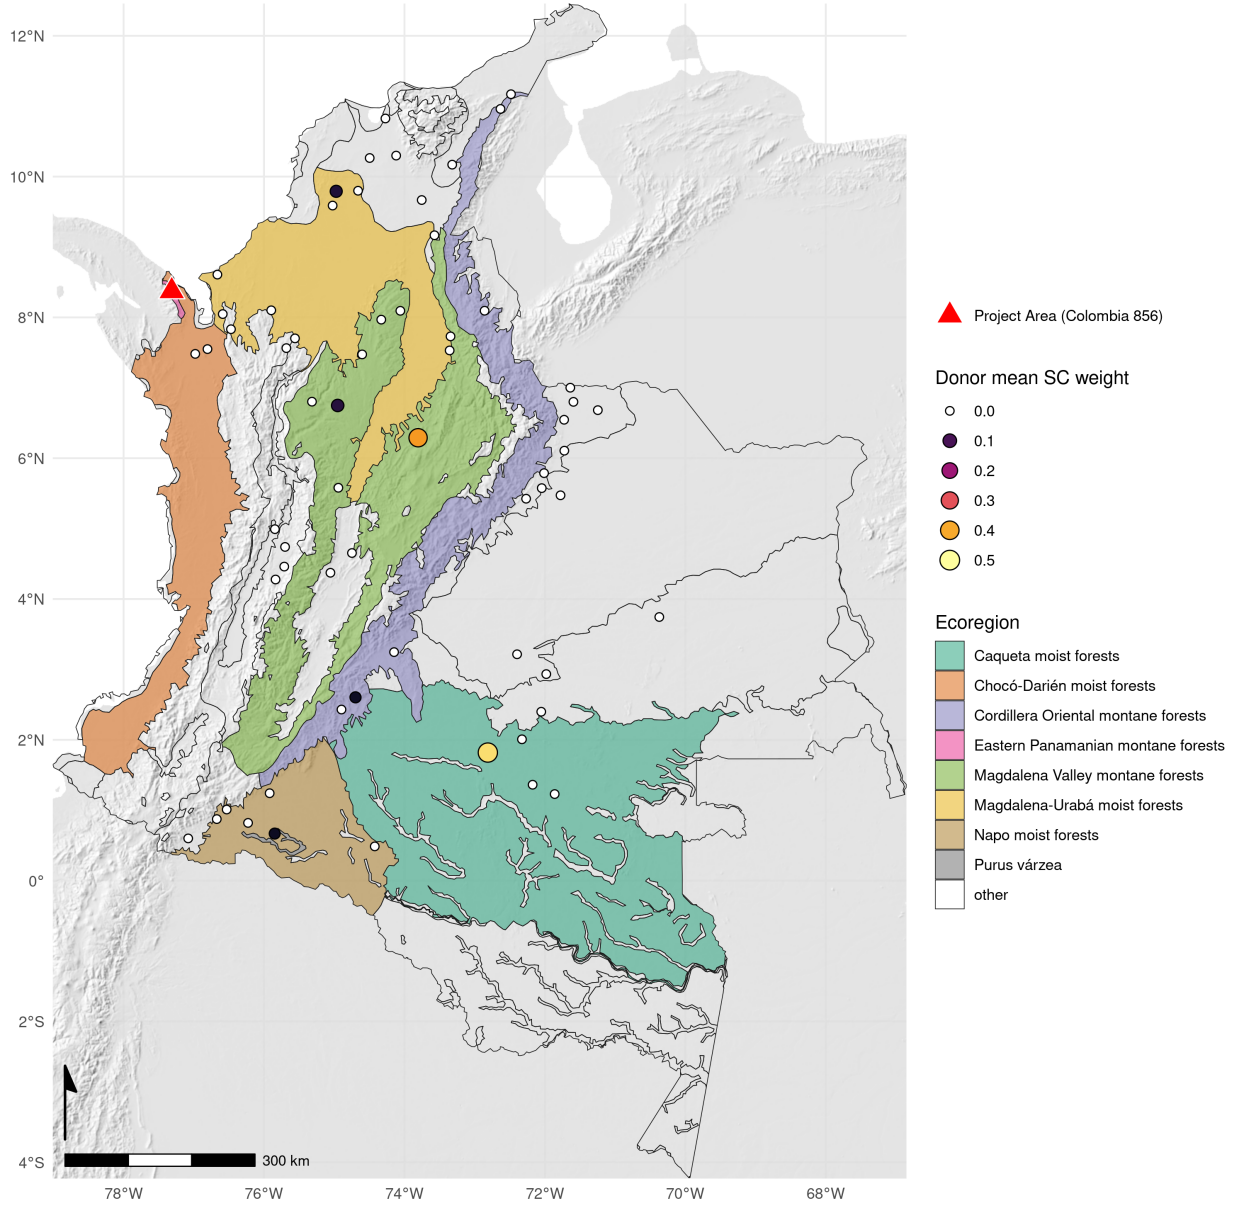 12°N
10°N
8°N
6°N
4°N
2°N
0°
2°S
4°S
78°W
76°W
74°W
72°W
70°W
68°W
300 km
Project Area (Colombia 856)
Donor mean SC weight
0.0
0.1
0.2
0.3
0.4
0.5
Ecoregion
Caqueta moist forests
Chocó-Darién moist forests
Cordillera Oriental montane forests
Eastern Panamanian montane forests
Magdalena Valley montane forests
Magdalena-Urabá moist forests
Napo moist forests
Purus várzea
other